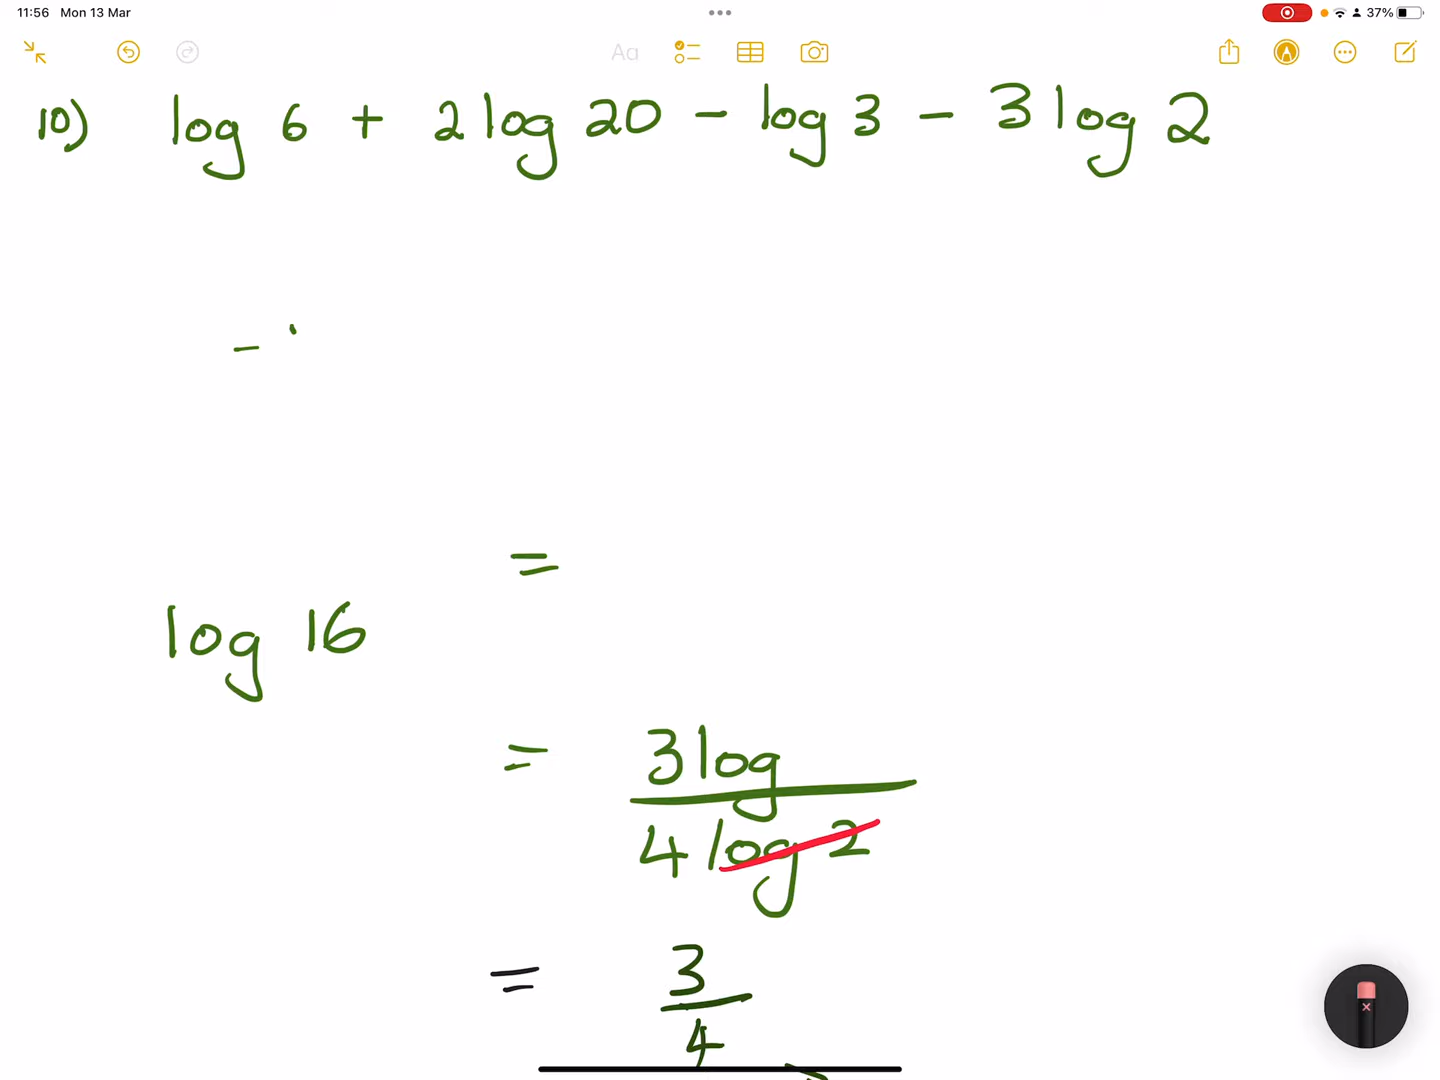 11:56 Mon 13 Mar 37%
Aa
10) log 6 + 2 log 20 - log 3 - 3 log 2
-
=
log 16
= 3 log
4 log 2
= 3
4